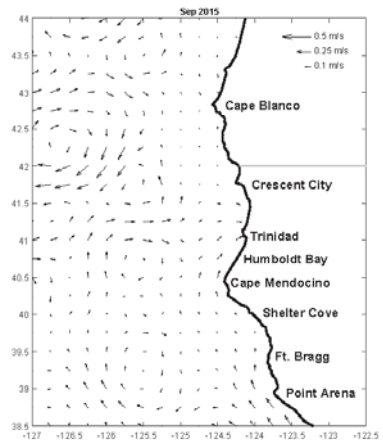 Sep 2015
0.5 m/s
0.25 m/s
0.1 m/s
44
43.5
43
42.5
42
41.5
41
40.5
40
39.5
39
38.5
Cape Blanco
Crescent City
Trinidad
Humboldt Bay
Cape Mendocino
Shelter Cove
Ft. Bragg
Point Arena
-127 -126.5 -126 -125.5 -125 -124.5 -124 -123.5 -123 -122.5